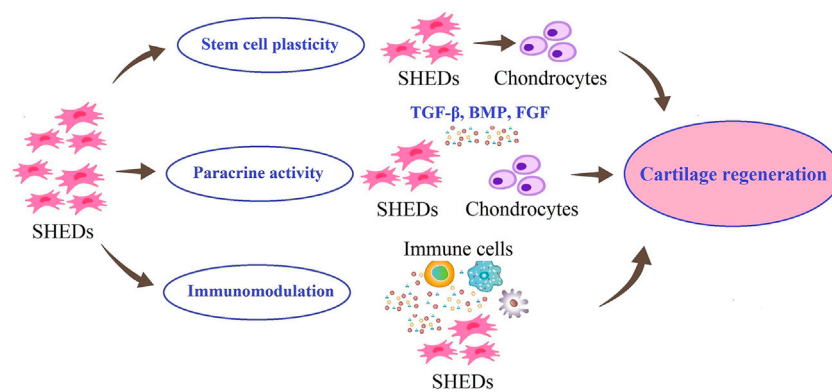 Stem cell plasticity
SHEDs
Chondrocytes
TGF-β, BMP, FGF
Paracrine activity
SHEDs
Chondrocytes
Cartilage regeneration
SHEDs
Immune cells
Immunomodulation
SHEDs